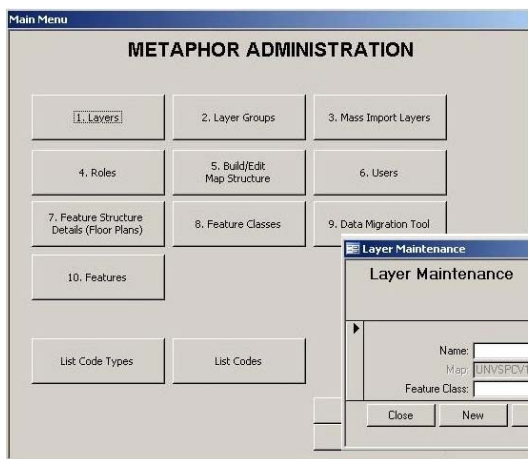 Main Menu
METAPHOR ADMINISTRATION
1. Layers
2. Layer Groups
3. Mass Import Layers
4. Roles
5. Build/Edit
Map Structure
6. Users
7. Feature Structure
Details (Floor Plans)
8. Feature Classes
9. Data Migration Tool
10. Features
List Code Types
List Codes
Layer Maintenance
Layer Maintenance
Name:
Map:
Feature Class:
Close
New